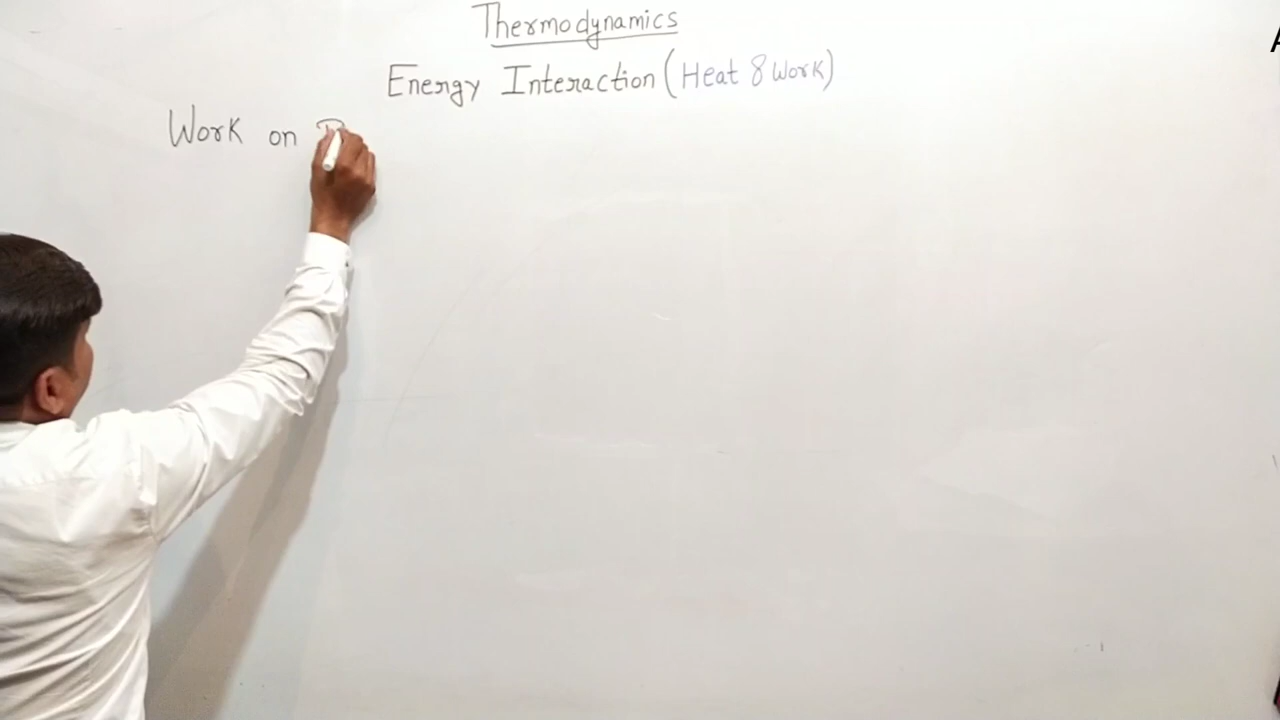 Thermodynamics
Energy Interaction (Heat & Work)
Work on